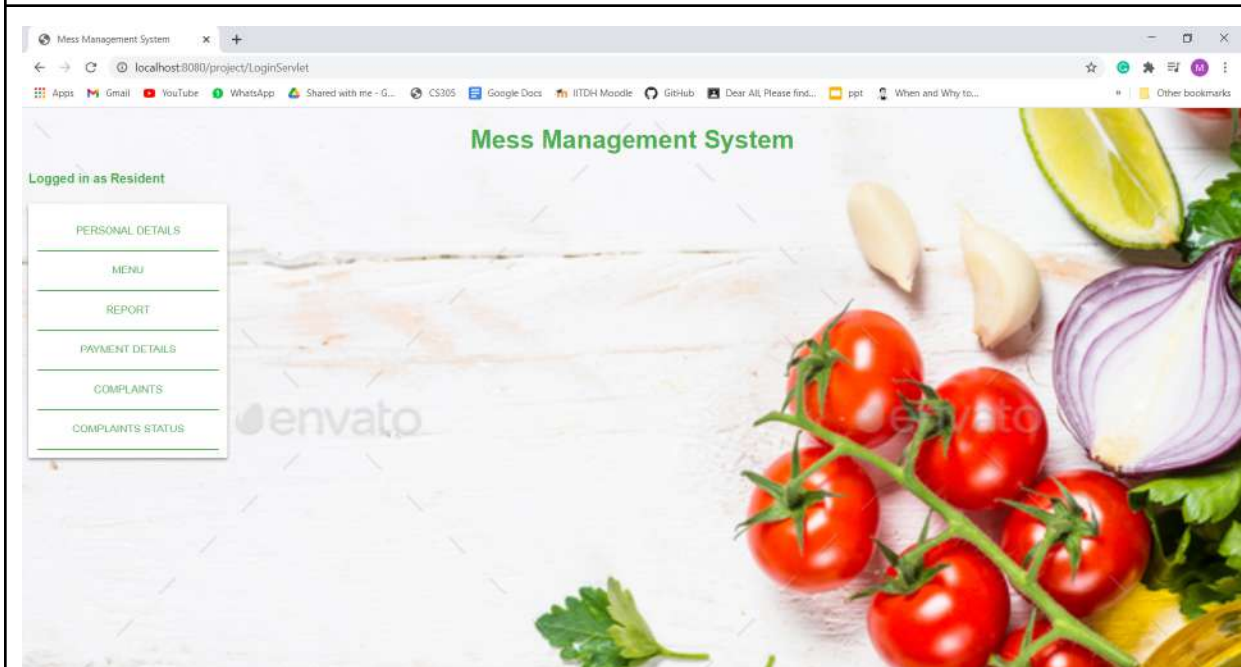 Mess Management System
localhost:8080/project/LoginServlet
M
Apps Gmail YouTube WhatsApp Shared with me - G... CS305 Google Docs IITDH Moodle GitHub Dear All, Please find... ppt When and Why to... » Other bookmarks
Mess Management System
Logged in as Resident
PERSONAL DETAILS
MENU
REPORT
PAYMENT DETAILS
COMPLAINTS
COMPLAINTS STATUS
envato
envato